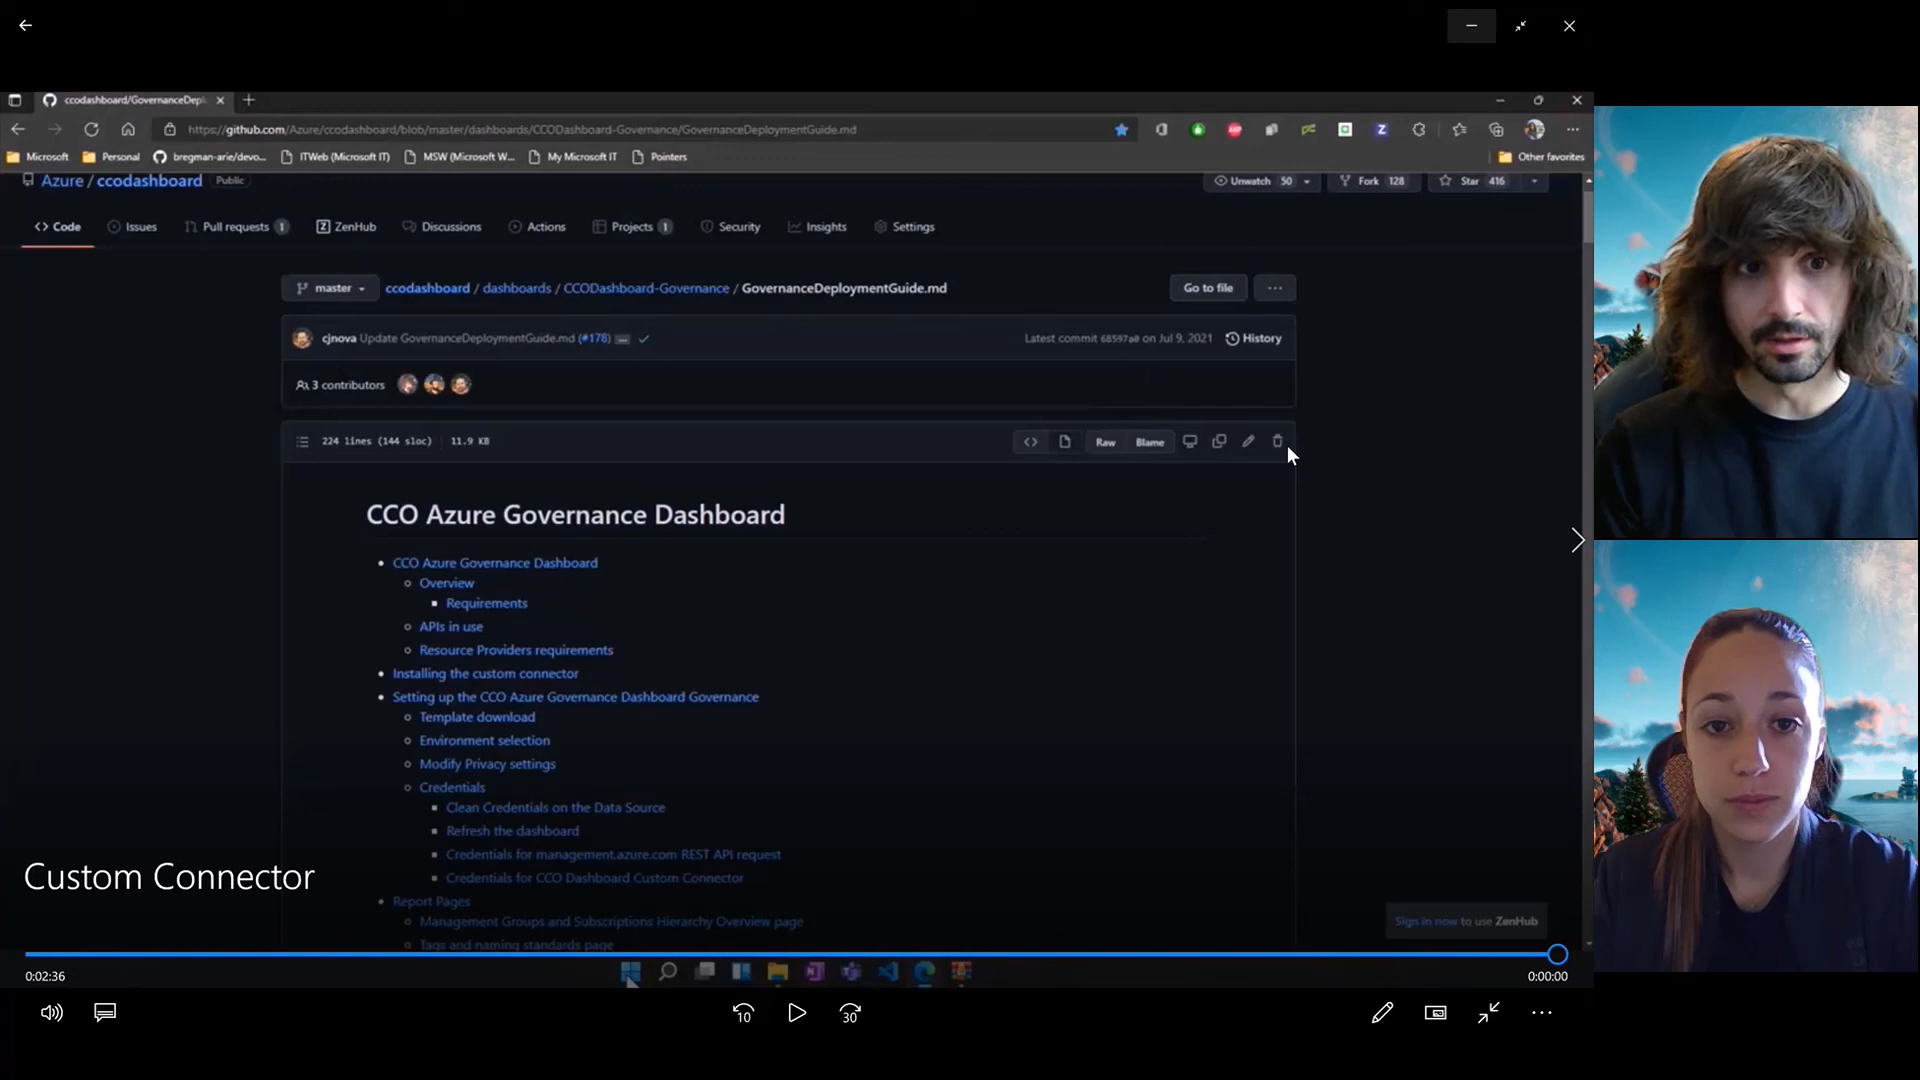 ccodashboard/GovernanceDepl
https://github.com/Azure/ccodashboard/blob/master/dashboards/CCODashboard-Governance/GovernanceDeploymentGuide.md
ABP
Z
Microsoft Personal bregman-arie/devo... ITWeb (Microsoft IT) MSW (Microsoft W... My Microsoft IT Pointers Other favorites
Azure / ccodashboard Public Unwatch 50 Fork 128 Star 416
<> Code Issues Pull requests 1 ZenHub Discussions Actions Projects 1 Security Insights Settings
master ccodashboard / dashboards / CCODashboard-Governance / GovernanceDeploymentGuide.md Go to file ...
cjnova Update GovernanceDeploymentGuide.md (#178) ... Latest commit 68597a0 on Jul 9, 2021 History
3 contributors
224 lines (144 sloc) 11.9 KB <> Raw Blame
CCO Azure Governance Dashboard
CCO Azure Governance Dashboard
Overview
Requirements
APIs in use
Resource Providers requirements
Installing the custom connector
Setting up the CCO Azure Governance Dashboard Governance
Template download
Environment selection
Modify Privacy settings
Credentials
Clean Credentials on the Data Source
Refresh the dashboard
Credentials for management.azure.com REST API request
Credentials for CCO Dashboard Custom Connector
Report Pages
Management Groups and Subscriptions Hierarchy Overview page
Tags and naming standards page
Custom Connector
Sign in now to use ZenHub
0:02:36 0:00:00
10 30